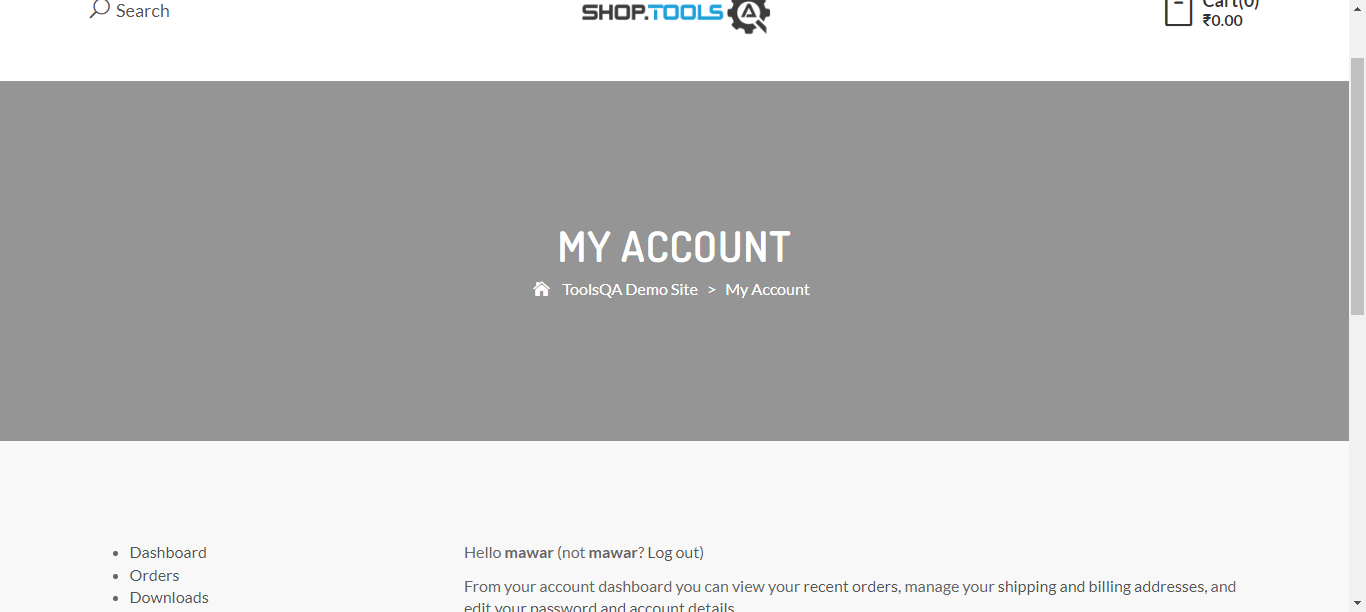 Search
SHOP.TOOLS
Cart(0)
₹0.00
MY ACCOUNT
ToolsQA Demo Site > My Account
Dashboard
Orders
Downloads
Hello mawar (not mawar? Log out)
From your account dashboard you can view your recent orders, manage your shipping and billing addresses, and
edit your password and account details.